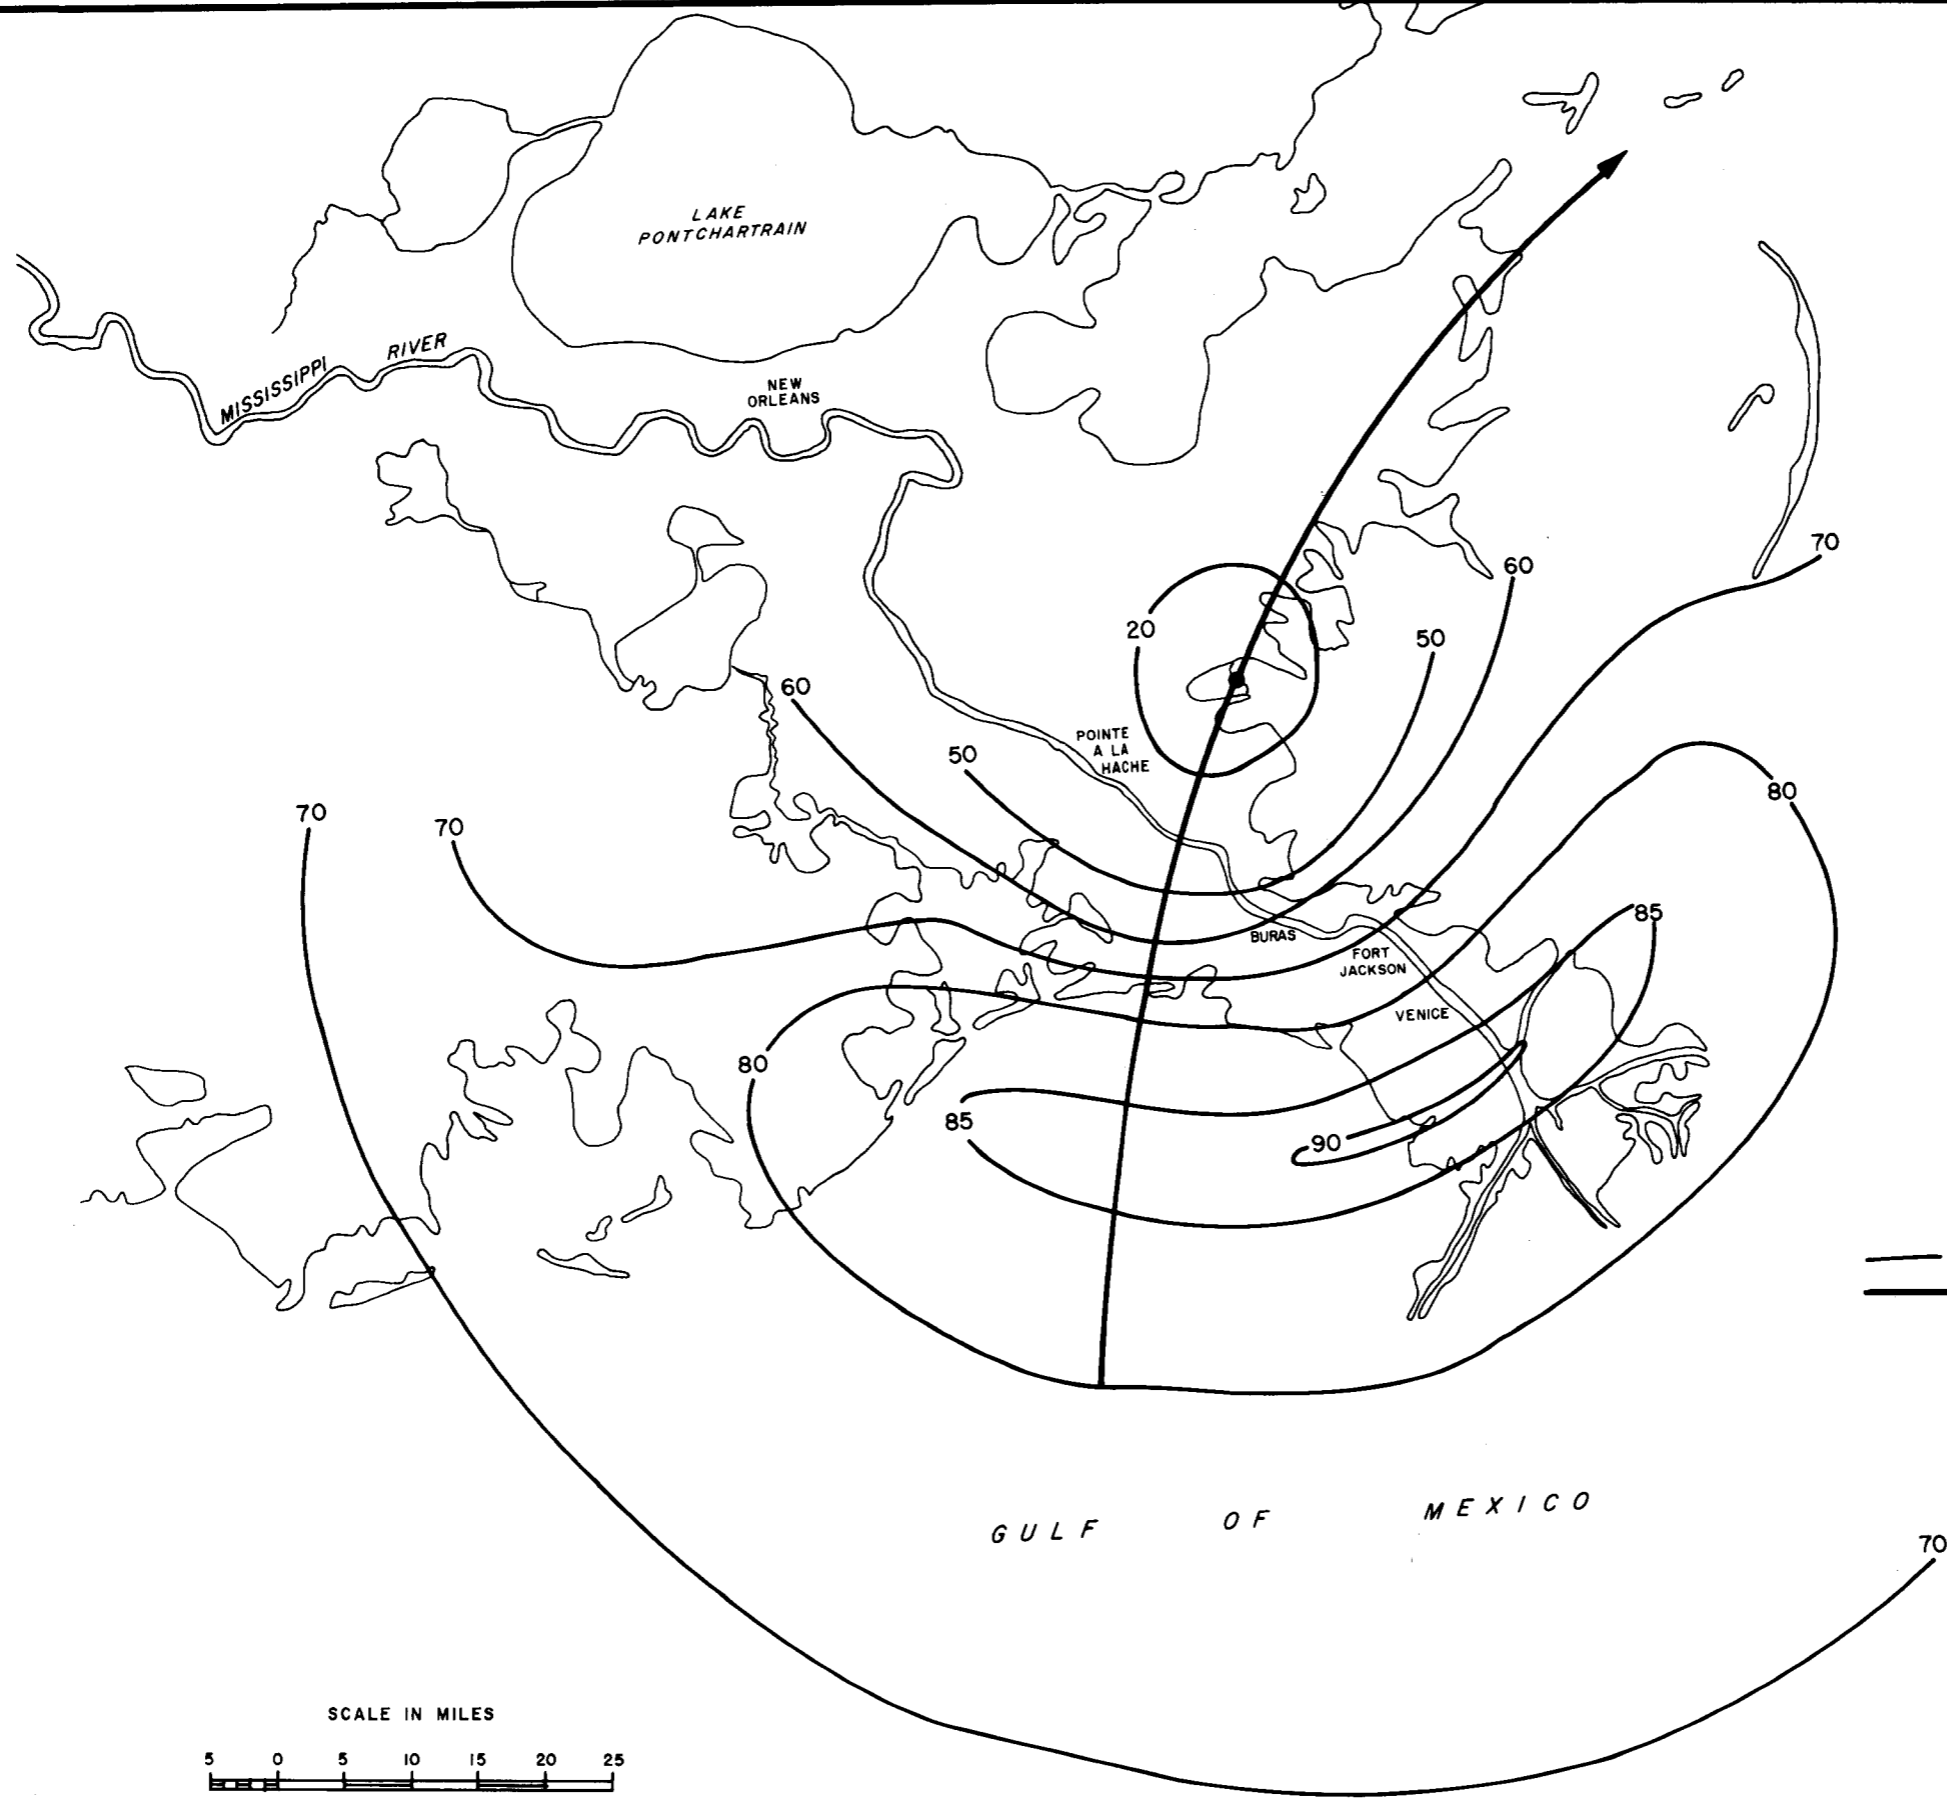 LAKE
PONTCHARTRAIN
MISSISSIPPI RIVER
NEW
ORLEANS
70
60
20
50
60
POINTE
A LA
HACHE
50
80
70
70
85
BURAS
FORT
JACKSON
VENICE
80
85
90
GULF OF MEXICO
70
SCALE IN MILES
5 0 5 10 15 20 25